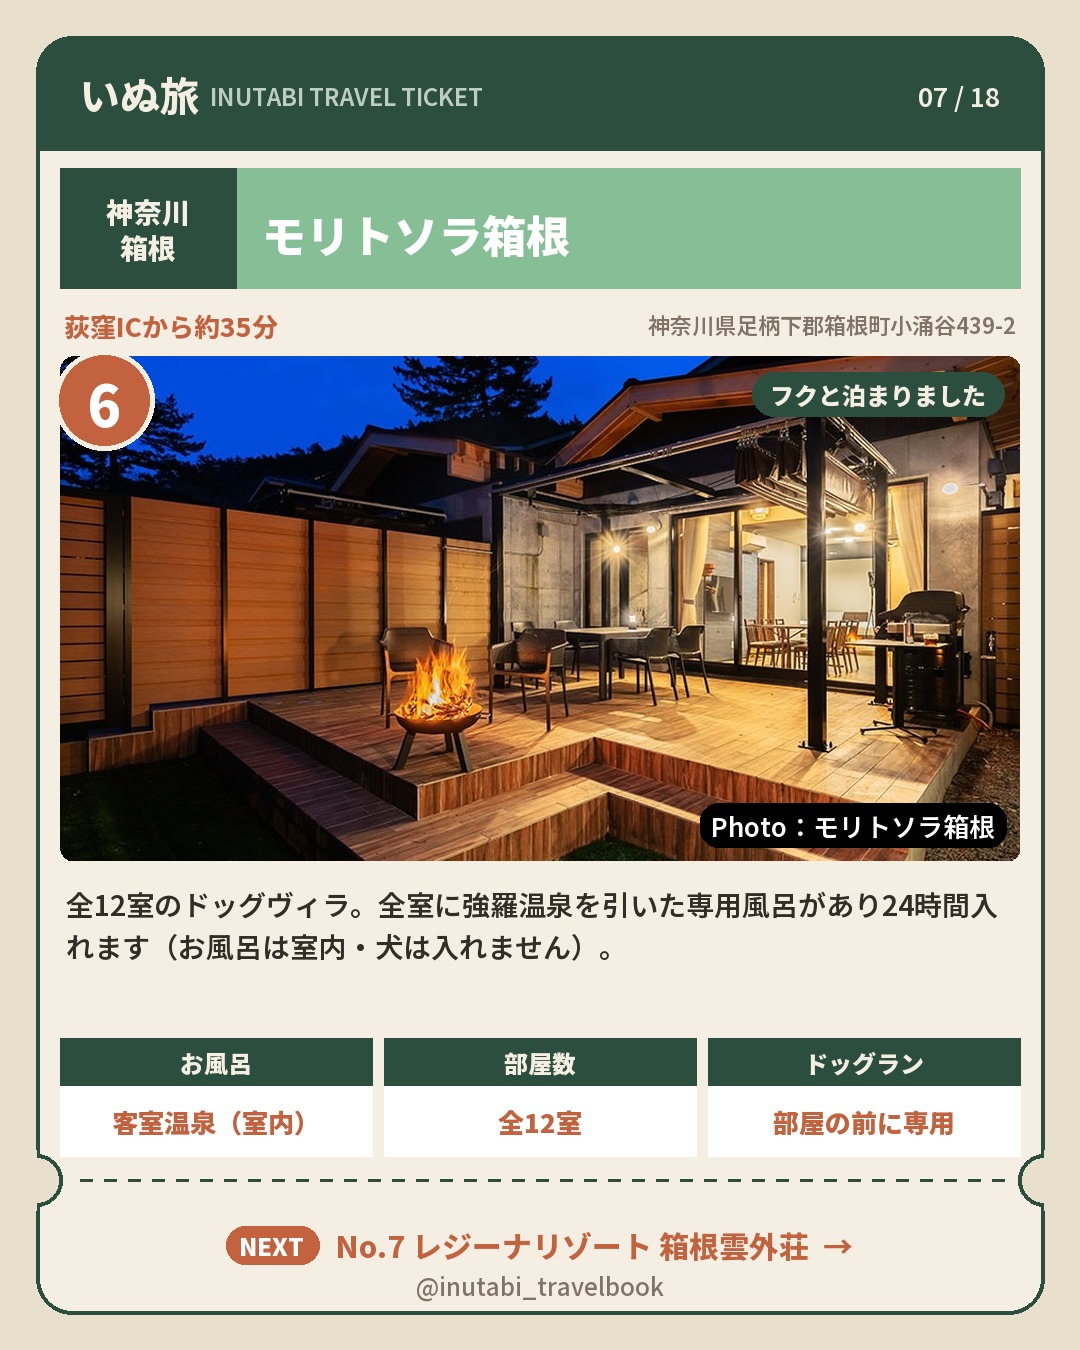 いぬ旅 INUTABI TRAVEL TICKET
07 / 18
神奈川
箱根
モリトソラ箱根
荻窪ICから約35分
神奈川県足柄下郡箱根町小涌谷439-2
6
フクと泊まりました
Photo：モリトソラ箱根
全12室のドッグヴィラ。全室に強羅温泉を引いた専用風呂があり24時間入
れます（お風呂は室内・犬は入れません）。
お風呂
部屋数
ドッグラン
客室温泉（室内）
全12室
部屋の前に専用
NEXT No.7 レジーナリゾート 箱根雲外荘 →
@inutabi_travelbook